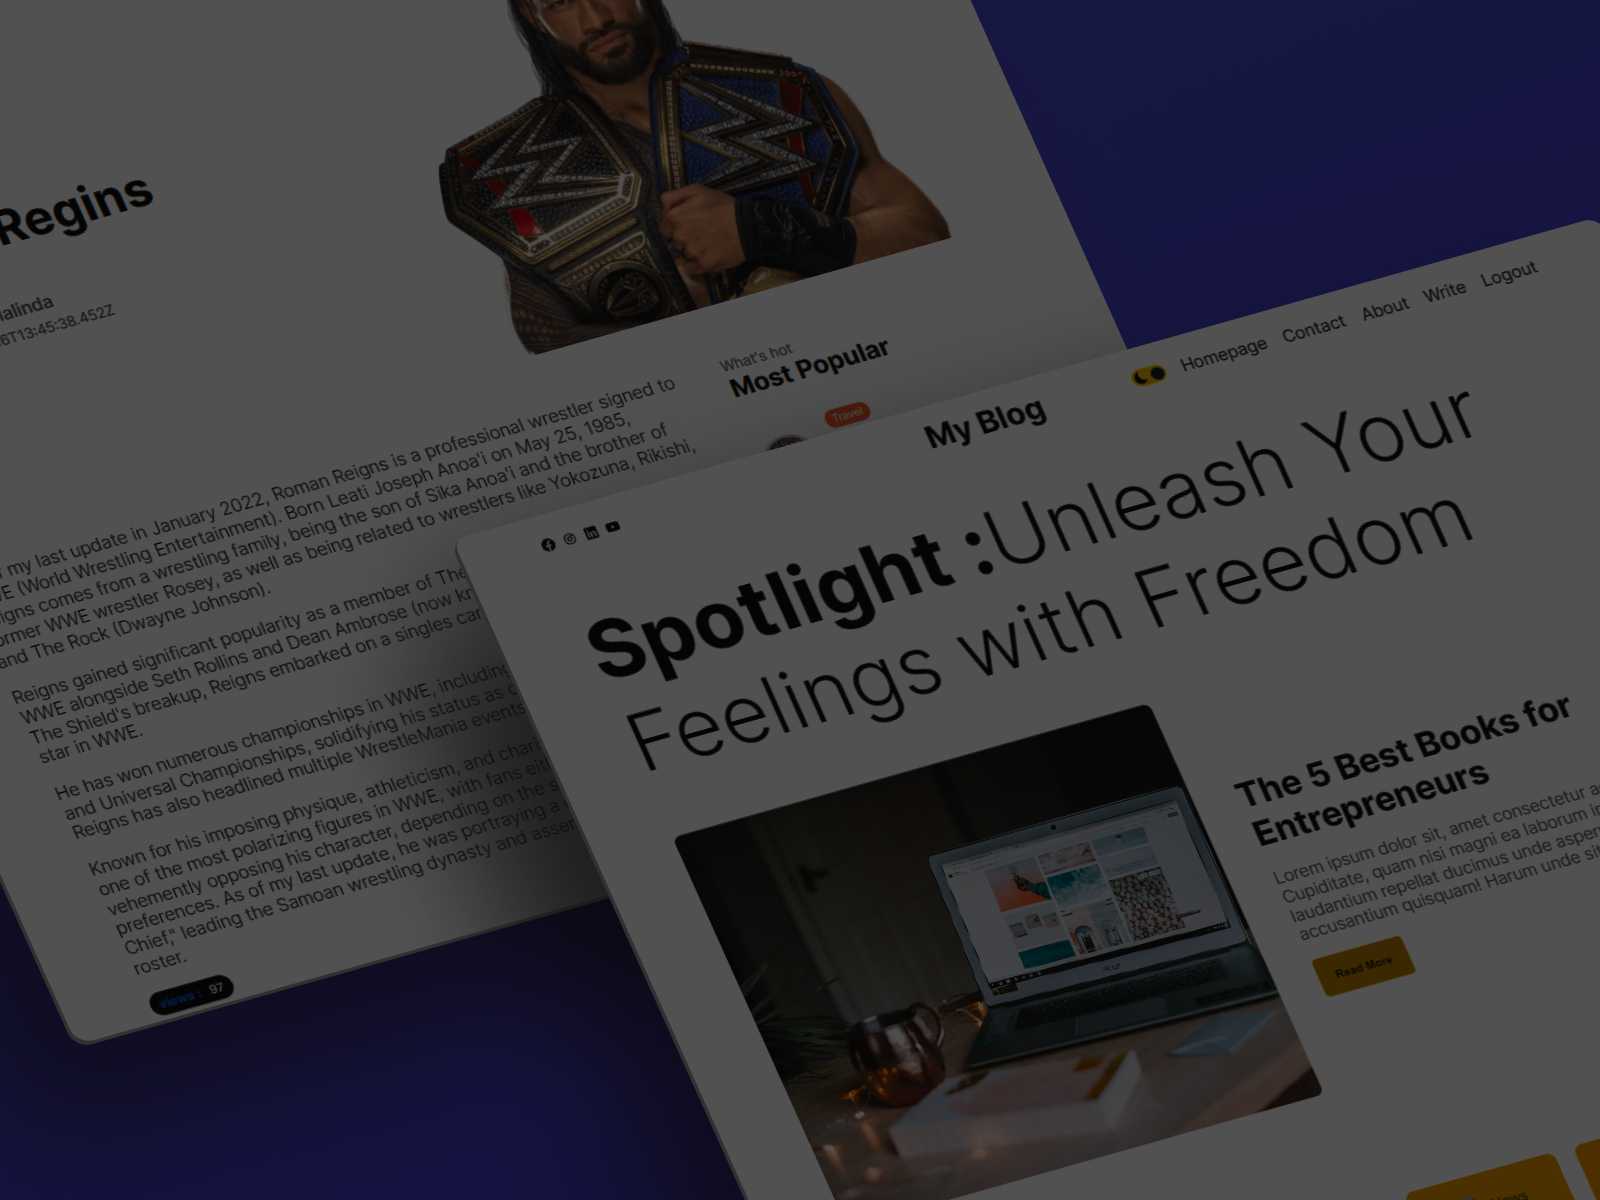 Regins
alinda
6T13:45:38.452Z
my last update in January 2022, Roman Reigns is a professional wrestler signed to
(World Wrestling Entertainment). Born Leati Joseph Anoa'i on May 25, 1985,
comes from a wrestling family, being the son of Sika Anoa'i and the brother of
former WWE wrestler Rosey, as well as being related to wrestlers like Yokozuna, Rikishi,
and The Rock (Dwayne Johnson).
Reigns gained significant popularity as a member of The
WWE alongside Seth Rollins and Dean Ambrose (now kn
The Shield's breakup, Reigns embarked on a singles car
star in WWE.
He has won numerous championships in WWE, including
and Universal Championships, solidifying his status as
Reigns has also headlined multiple WrestleMania events
Known for his imposing physique, athleticism, and chari
one of the most polarizing figures in WWE, with fans eit
vehemently opposing his character, depending on the s
preferences. As of my last update, he was portraying a
Chief," leading the Samoan wrestling dynasty and asser
roster.
views : 97
What's hot
Most Popular
Travel
My Blog
Homepage Contact About Write Logout
Spotlight :Unleash Your
Feelings with Freedom
The 5 Best Books for
Entrepreneurs
Lorem ipsum dolor sit, amet consectetur a
Cupiditate, quam nisi magni ea laborum i
laudantium repellat ducimus unde asper
accusantium quisquam! Harum unde sit
Read More